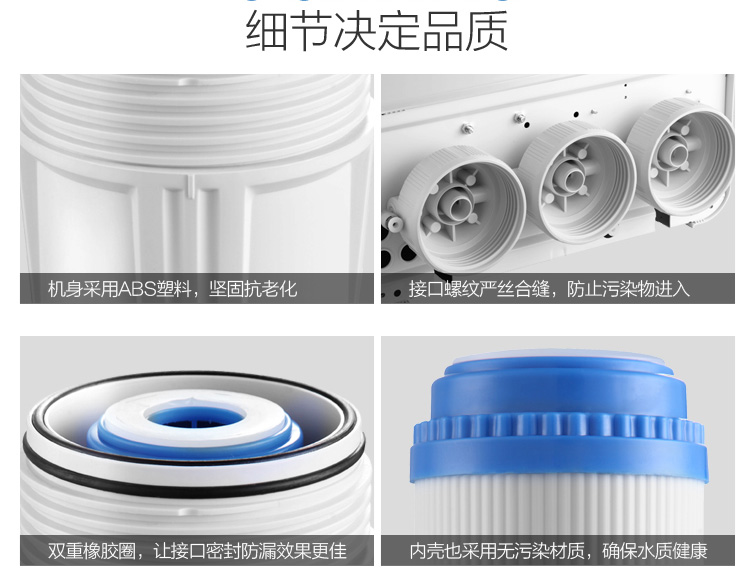 细节决定品质
机身采用ABS塑料，坚固抗老化
接口螺纹严丝合缝，防止污染物进入
双重橡胶圈，让接口密封防漏效果更佳
内壳也采用无污染材质，确保水质健康